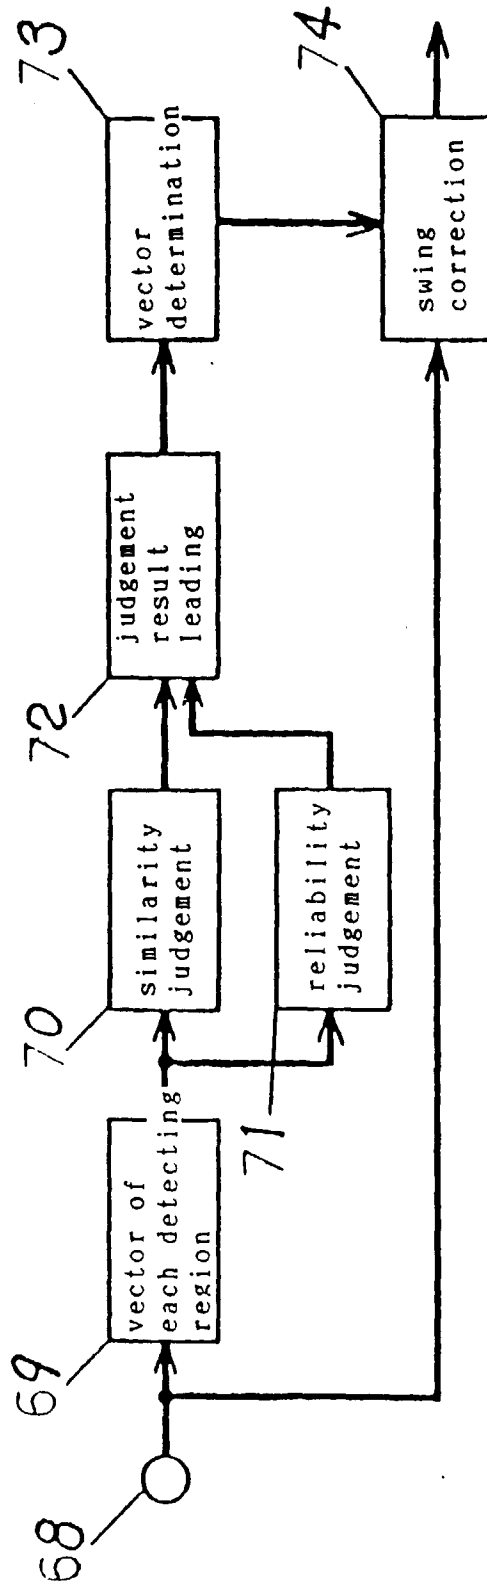 68
69
vector of
each detecting
region
70
similarity
judgement
71
reliability
judgement
72
judgement
result
leading
73
vector
determination
74
swing
correction